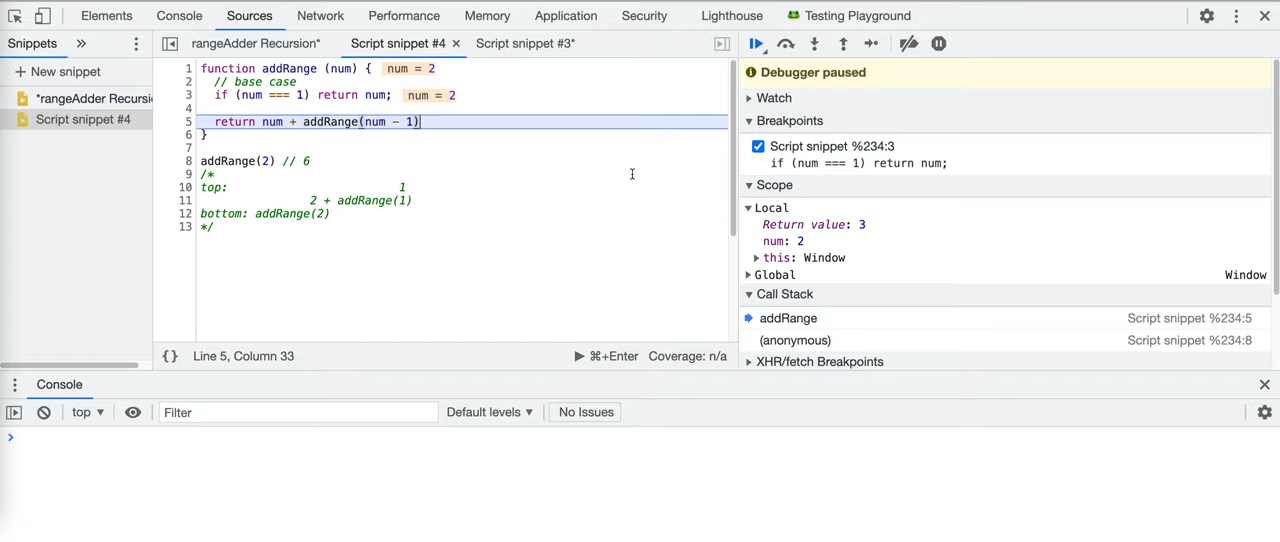 Elements Console Sources Network Performance Memory Application Security Lighthouse Testing Playground
Snippets
New snippet
*rangeAdder Recursi
Script snippet #4
rangeAdder Recursion* Script snippet #4 × Script snippet #3*
1 function addRange (num) { num = 2
2 // base case
3 if (num === 1) return num; num = 2
4
5 return num + addRange(num - 1)
6 }
7
8 addRange(2) // 6
9 /*
10 top: 1
11 2 + addRange(1)
12 bottom: addRange(2)
13 */
{} Line 5, Column 33 ⌘+Enter Coverage: n/a
Debugger paused
Watch
Breakpoints
Script snippet %234:3
if (num === 1) return num;
Scope
Local
Return value: 3
num: 2
this: Window
Global Window
Call Stack
addRange Script snippet %234:5
(anonymous) Script snippet %234:8
XHR/fetch Breakpoints
Console
top Filter Default levels No Issues